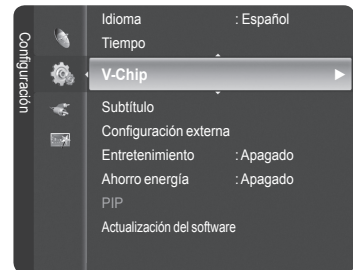 Configuración
Idioma : Español
Tiempo
V-Chip
Subtítulo
Configuración externa
Entretenimiento : Apagado
Ahorro energía : Apagado
PIP
Actualización del software